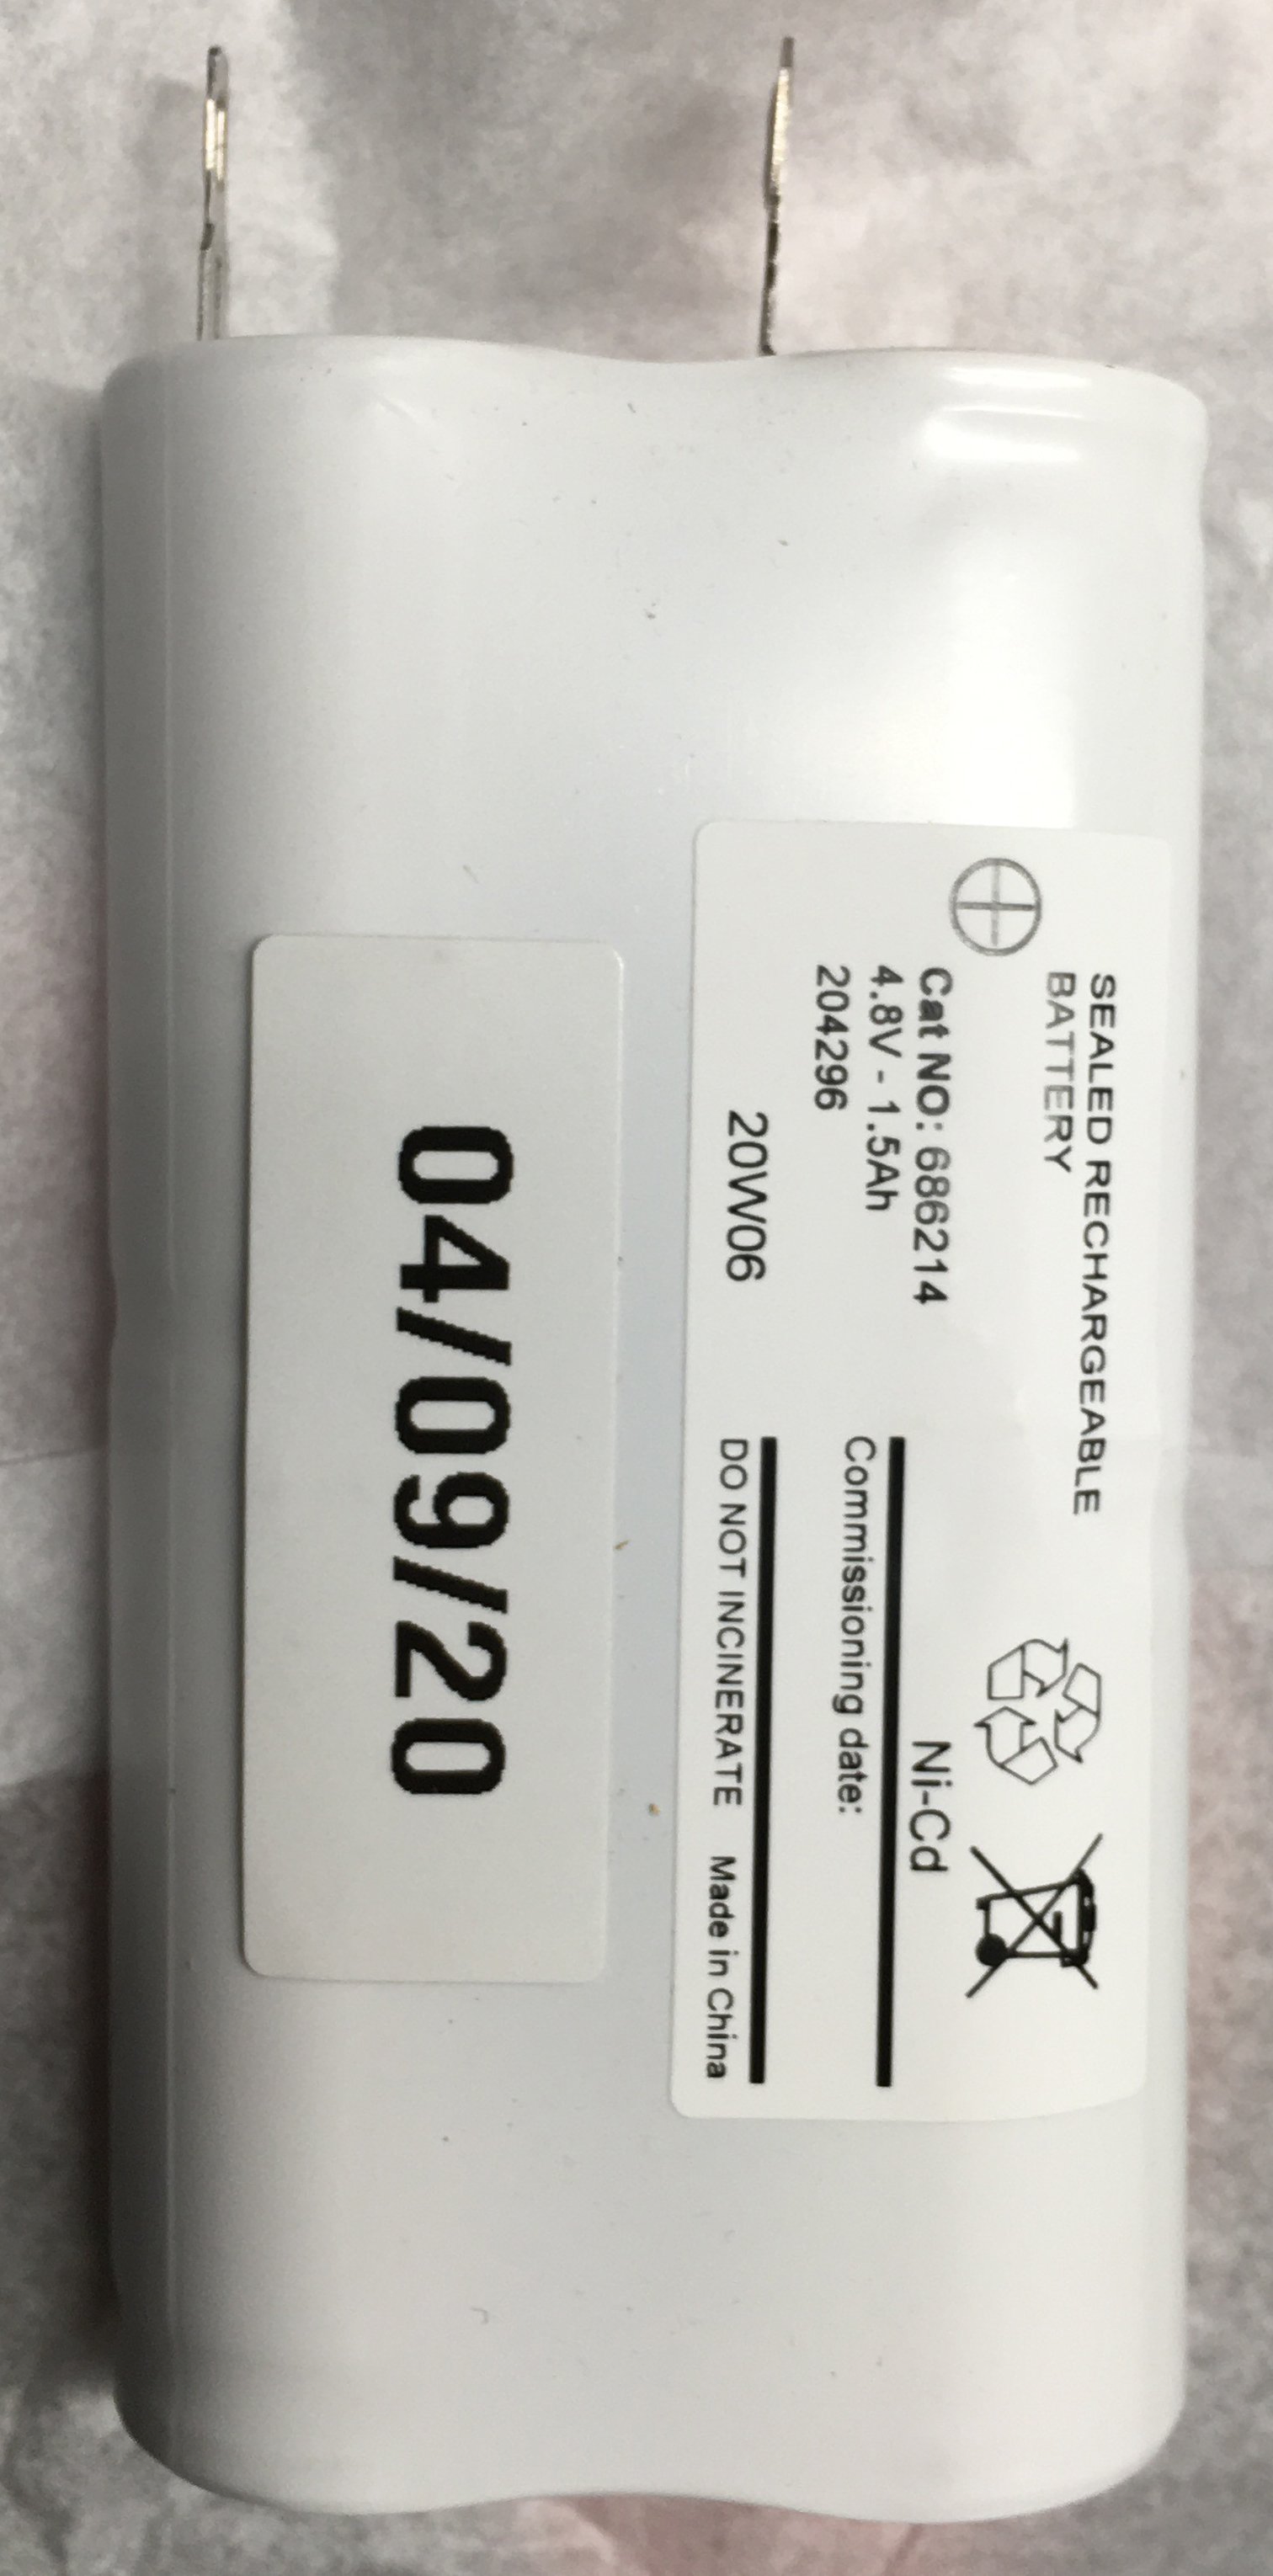 SEALED RECHARGEABLE
BATTERY
Cat NO: 686214
4.8V - 1.5Ah
204296
20W06
Ni-Cd
Commissioning date:
DO NOT INCINERATE Made in China
04/09/20